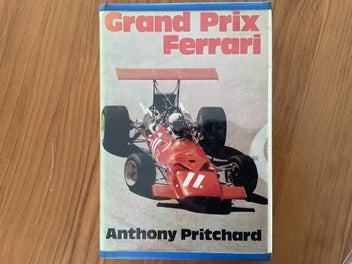 Grand Prix
Ferrari
11
Anthony Pritchard